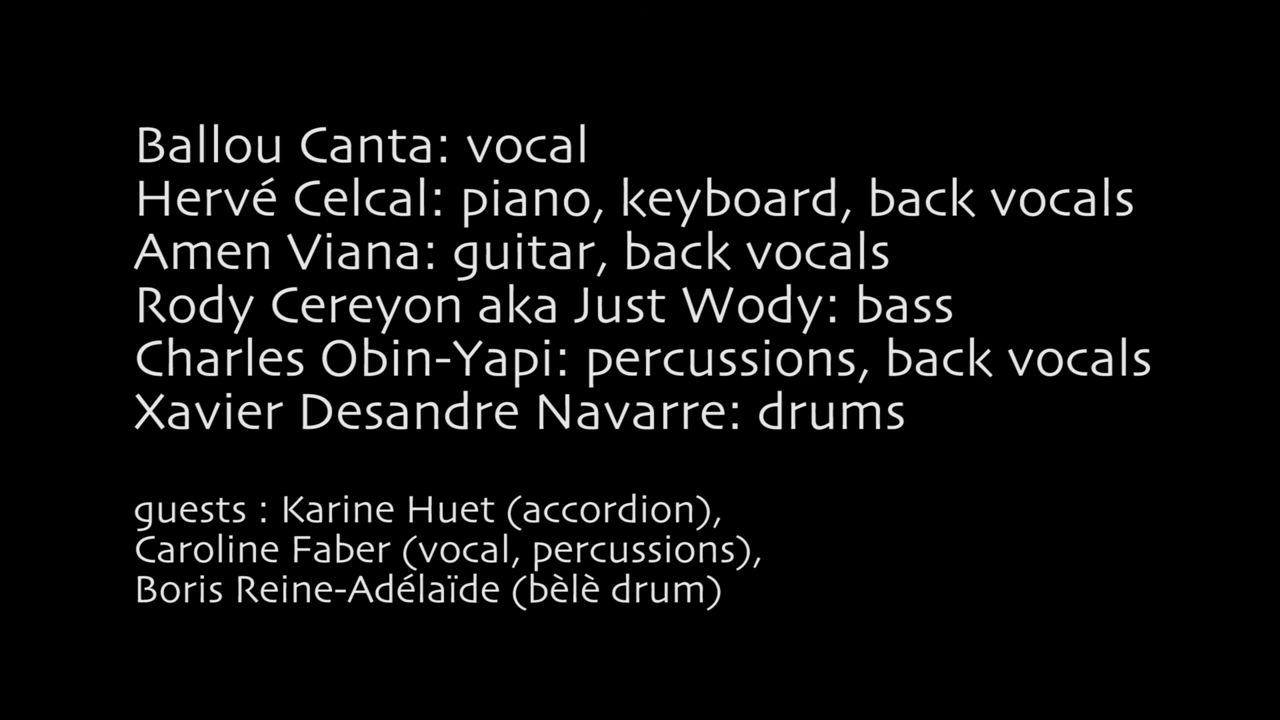 Ballou Canta: vocal
Hervé Celcal: piano, keyboard, back vocals
Amen Viana: guitar, back vocals
Rody Cereyon aka Just Wody: bass
Charles Obin-Yapi: percussions, back vocals
Xavier Desandre Navarre: drums
guests : Karine Huet (accordion),
Caroline Faber (vocal, percussions),
Boris Reine-Adélaïde (bèlè drum)